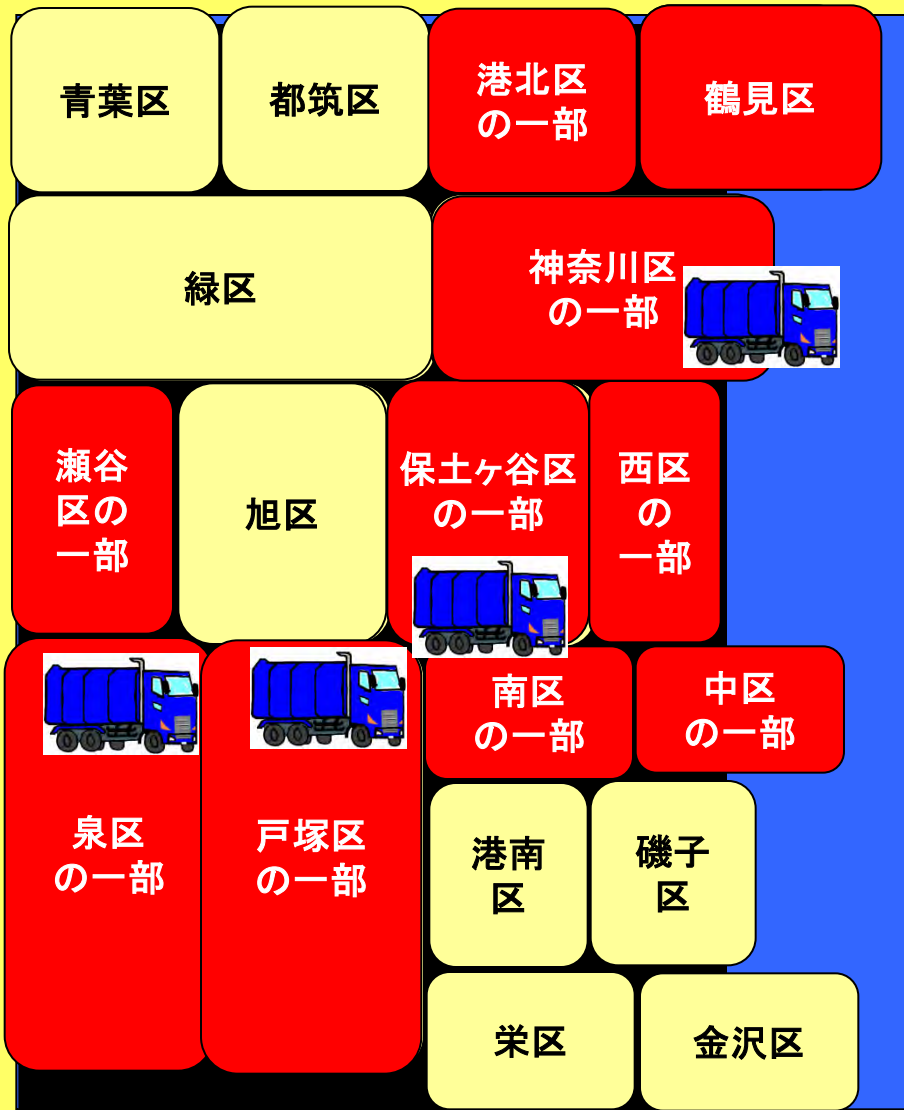 青葉区
都筑区
港北区
の一部
鶴見区
緑区
神奈川区
の一部
瀬谷
区の
一部
旭区
保土ヶ谷区
の一部
西区
の
一部
泉区
の一部
戸塚区
の一部
南区
の一部
中区
の一部
港南
区
磯子
区
栄区
金沢区